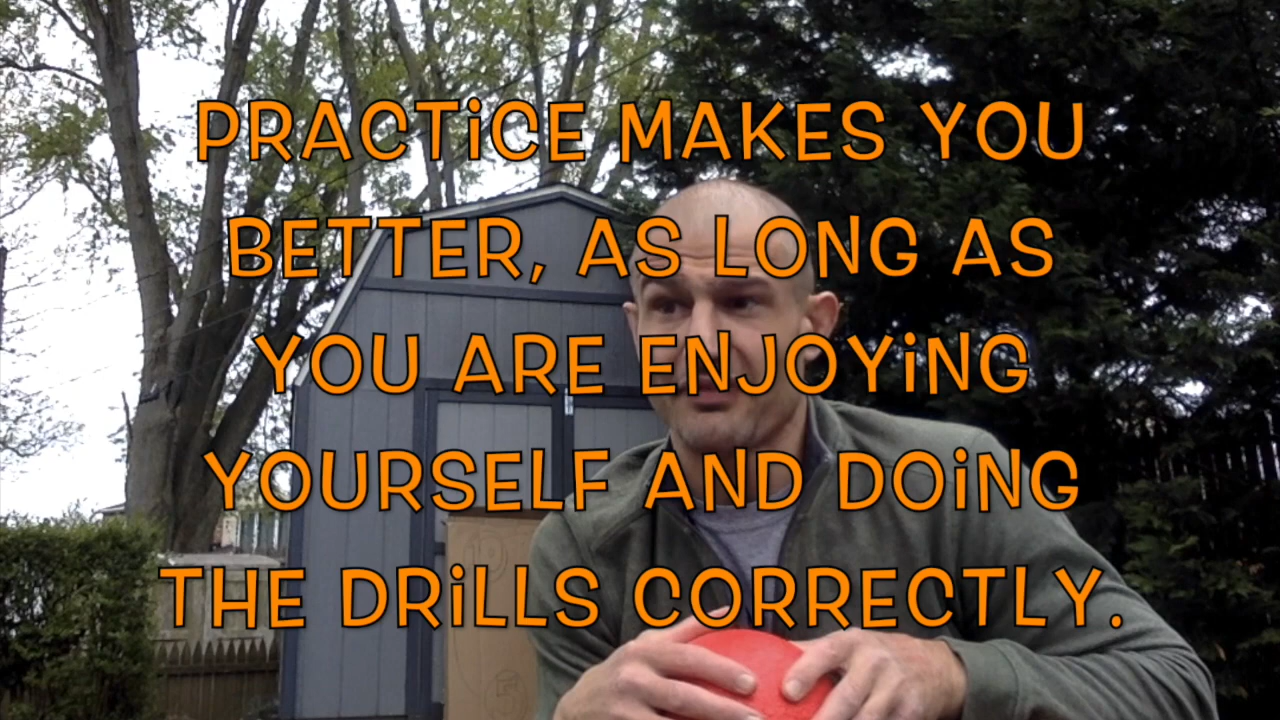 PRACTiCE MAKES YOU
BETTER, AS LONG AS
YOU ARE ENJOYiNG
YOURSELF AND DOiNG
THE DRiLLS CORRECTLY.